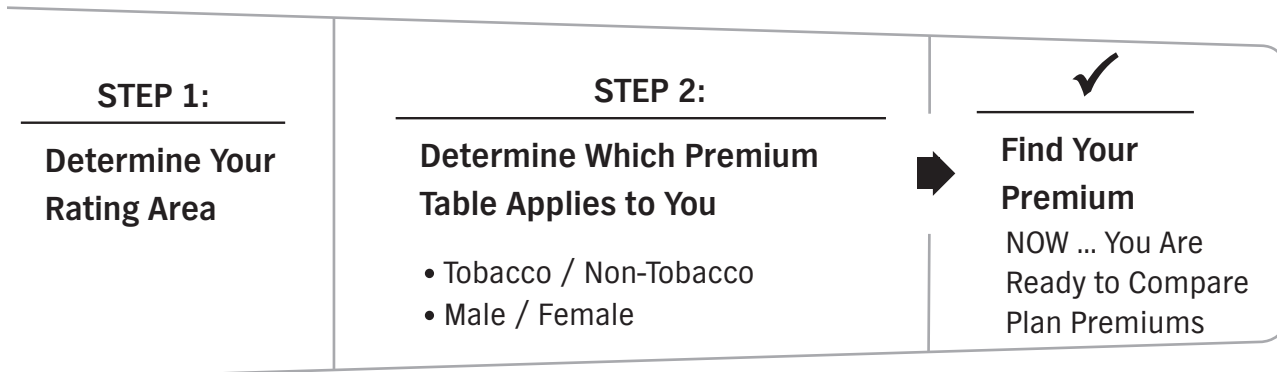 STEP 1:
Determine Your
Rating Area
STEP 2:
Determine Which Premium
Table Applies to You
• Tobacco / Non-Tobacco
• Male / Female
Find Your
Premium
NOW ... You Are
Ready to Compare
Plan Premiums